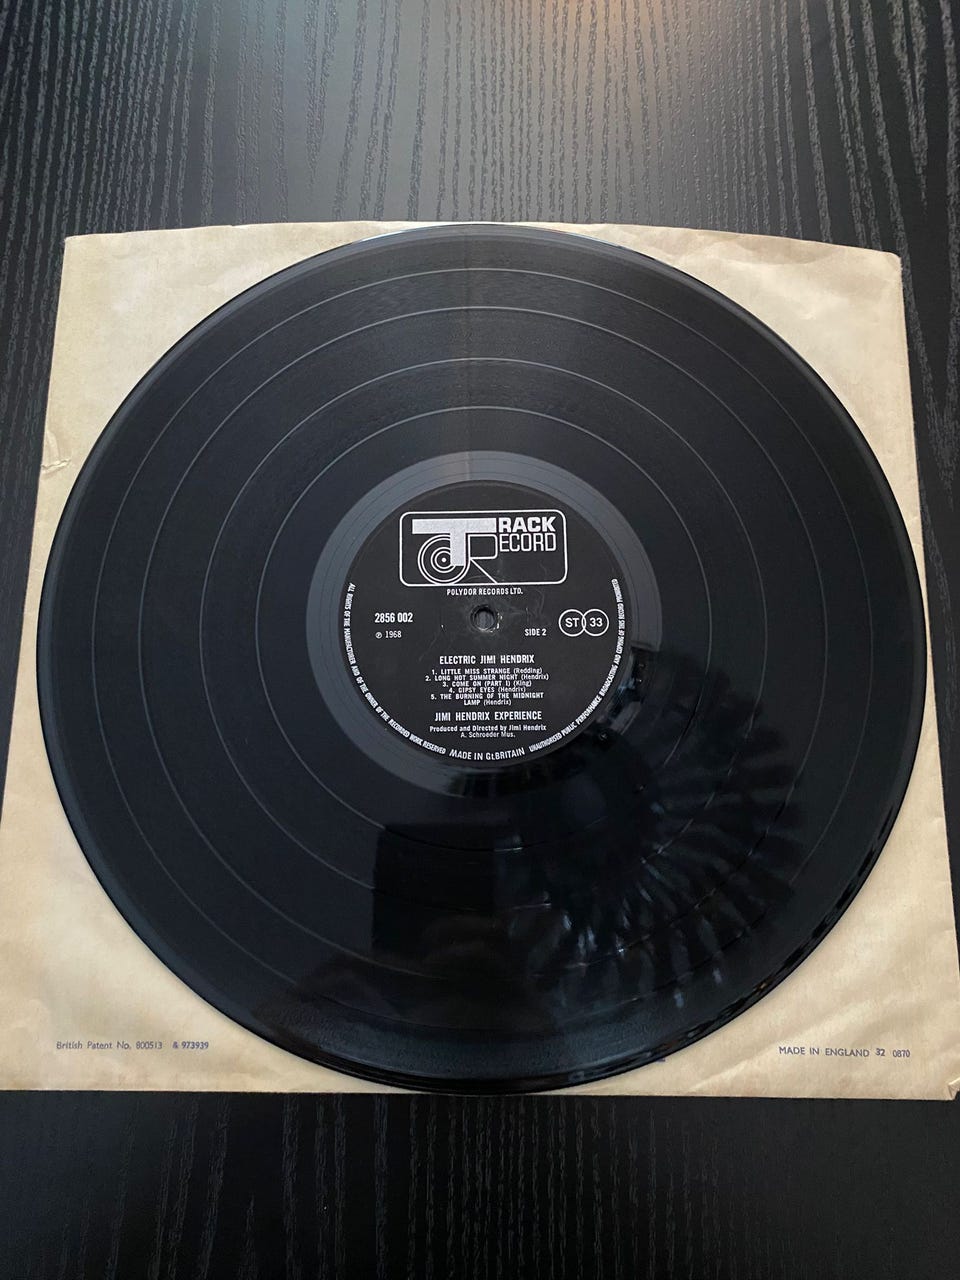 TRACK
RECORD
POLYDOR RECORDS LTD.
2856 002
℗ 1968
SIDE 2
ST 33
ELECTRIC JIMI HENDRIX
1. LITTLE MISS STRANGE (Redding)
2. LONG HOT SUMMER NIGHT (Hendrix)
3. COME ON (PART I) (King)
4. GIPSY EYES (Hendrix)
5. THE BURNING OF THE MIDNIGHT
LAMP (Hendrix)
JIMI HENDRIX EXPERIENCE
Produced and Directed by Jimi Hendrix
A. Schroeder Mus.
ALL RIGHTS OF THE MANUFACTURER AND OF THE OWNER OF THE RECORDED WORK RESERVED
MADE IN Gt.BRITAIN
UNAUTHORISED PUBLIC PERFORMANCE BROADCASTING AND COPYING OF THIS RECORD PROHIBITED
British Patent No. 800513 & 973939
MADE IN ENGLAND 32 0870